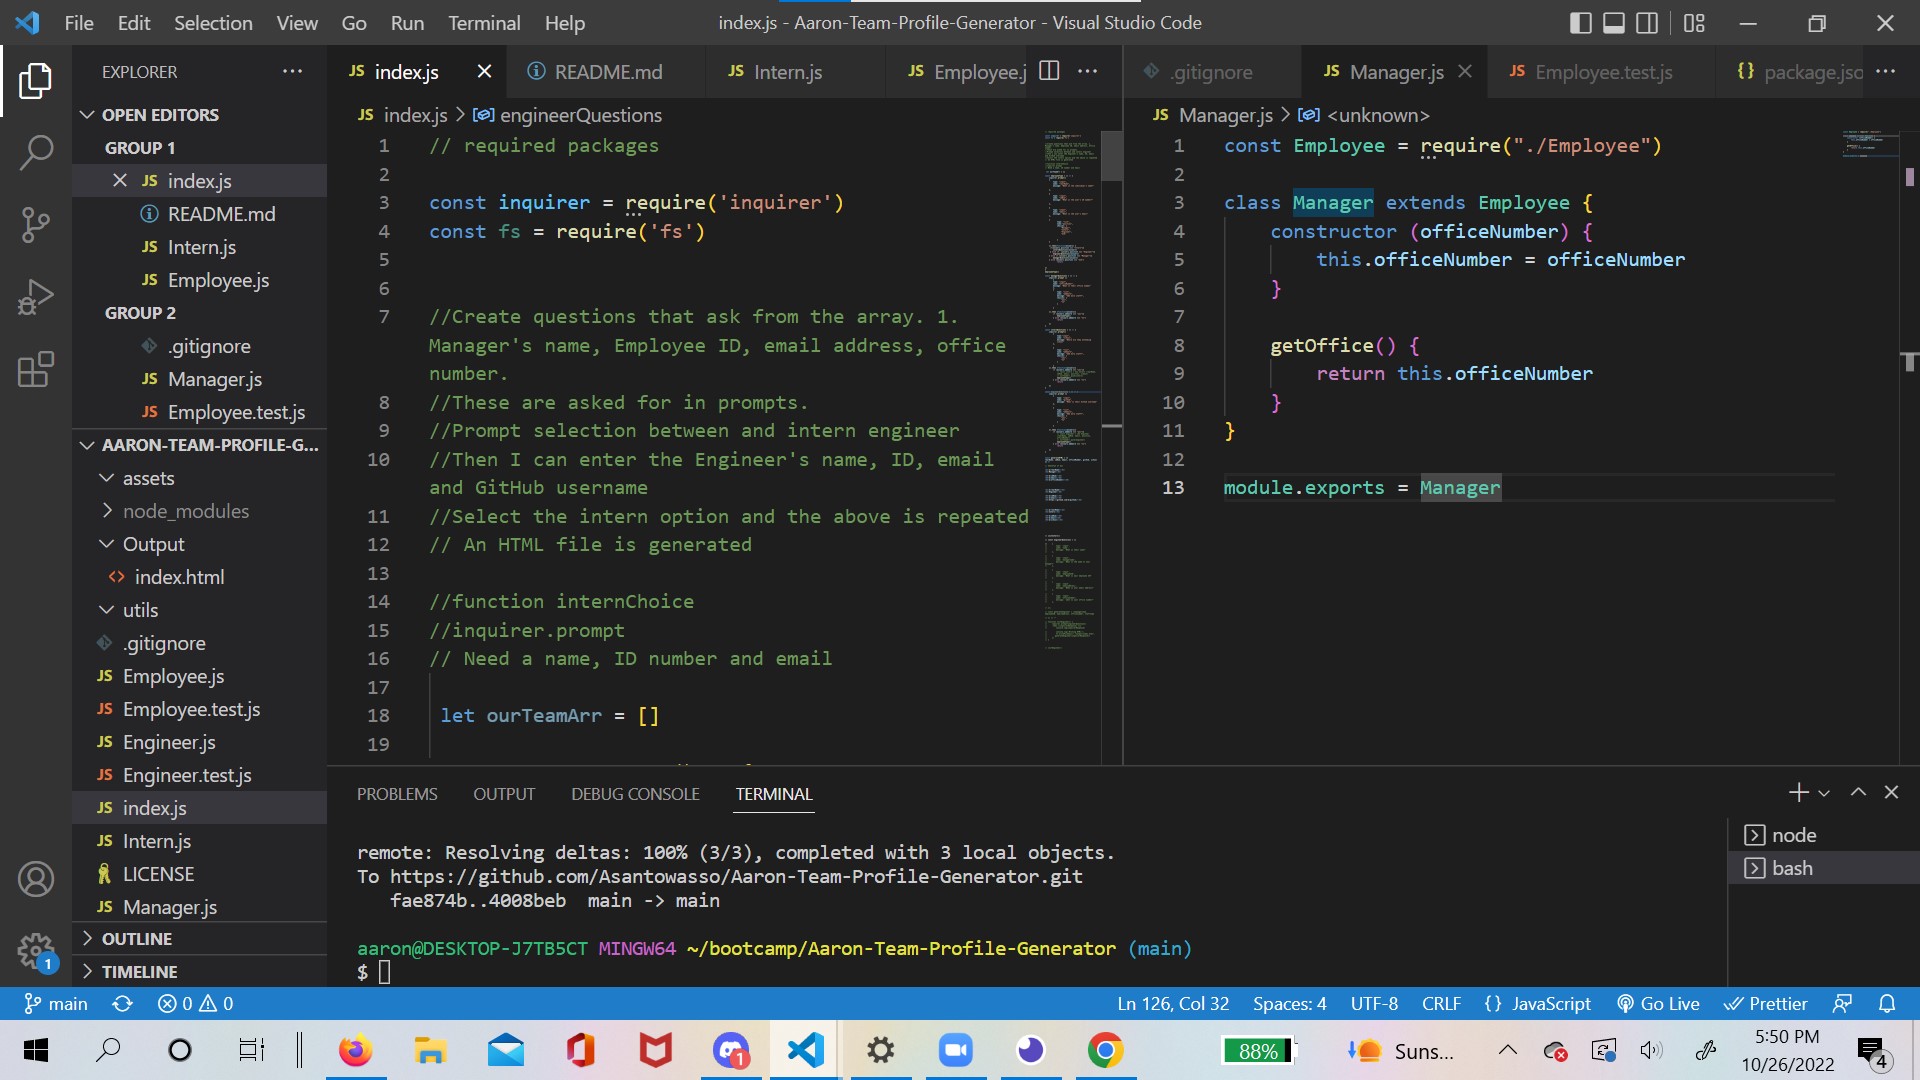 File Edit Selection View Go Run Terminal Help
index.js - Aaron-Team-Profile-Generator - Visual Studio Code
EXPLORER
OPEN EDITORS
GROUP 1
JS index.js
README.md
JS Intern.js
JS Employee.js
GROUP 2
.gitignore
JS Manager.js
JS Employee.test.js
AARON-TEAM-PROFILE-G...
assets
node_modules
Output
<> index.html
utils
.gitignore
JS Employee.js
JS Employee.test.js
JS Engineer.js
JS Engineer.test.js
JS index.js
JS Intern.js
LICENSE
JS Manager.js
OUTLINE
TIMELINE
1
JS index.js
README.md
JS Intern.js
JS Employee.j
JS index.js > engineerQuestions
1 // required packages
2
3 const inquirer = require('inquirer')
4 const fs = require('fs')
5
6
7 //Create questions that ask from the array. 1.
Manager's name, Employee ID, email address, office
number.
8 //These are asked for in prompts.
9 //Prompt selection between and intern engineer
10 //Then I can enter the Engineer's name, ID, email
and GitHub username
11 //Select the intern option and the above is repeated
12 // An HTML file is generated
13
14 //function internChoice
15 //inquirer.prompt
16 // Need a name, ID number and email
17
18 let ourTeamArr = []
19
.gitignore
JS Manager.js
JS Employee.test.js
{} package.jso
JS Manager.js > <unknown>
1 const Employee = require("./Employee")
2
3 class Manager extends Employee {
4 constructor (officeNumber) {
5 this.officeNumber = officeNumber
6 }
7
8 getOffice() {
9 return this.officeNumber
10 }
11 }
12
13 module.exports = Manager
PROBLEMS OUTPUT DEBUG CONSOLE TERMINAL
remote: Resolving deltas: 100% (3/3), completed with 3 local objects.
To https://github.com/Asantowasso/Aaron-Team-Profile-Generator.git
fae874b..4008beb main -> main
aaron@DESKTOP-J7TB5CT MINGW64 ~/bootcamp/Aaron-Team-Profile-Generator (main)
$
node
bash
main 0 0
Ln 126, Col 32 Spaces: 4 UTF-8 CRLF {} JavaScript Go Live Prettier
1
88%
Suns...
5:50 PM
10/26/2022
4